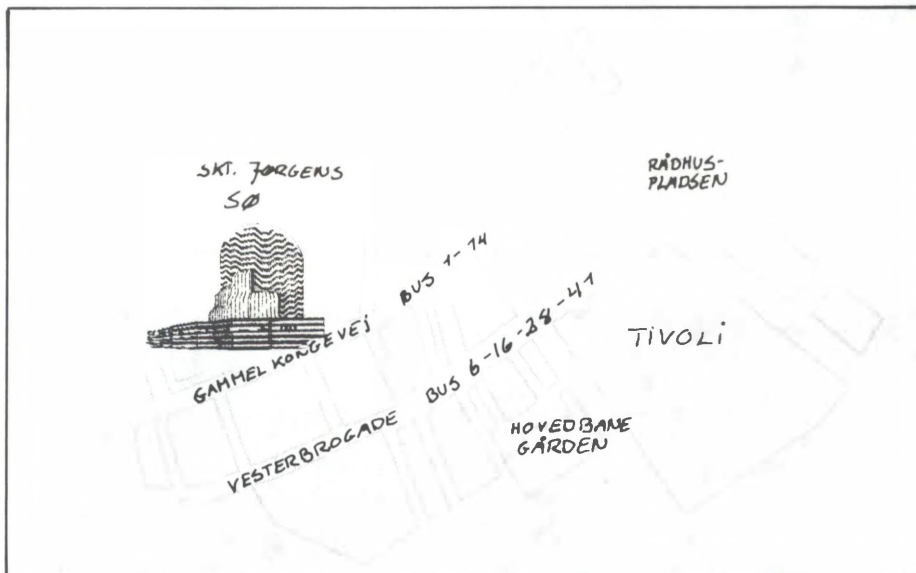 SKT. JØRGENS
SØ
RÅDHUS-
PLADSEN
BUS 1-14
GAMMEL KONGEVEJ
BUS 6-16-28-41
TIVOLI
VESTERBROGADE
HOVEDBANE
GÅRDEN